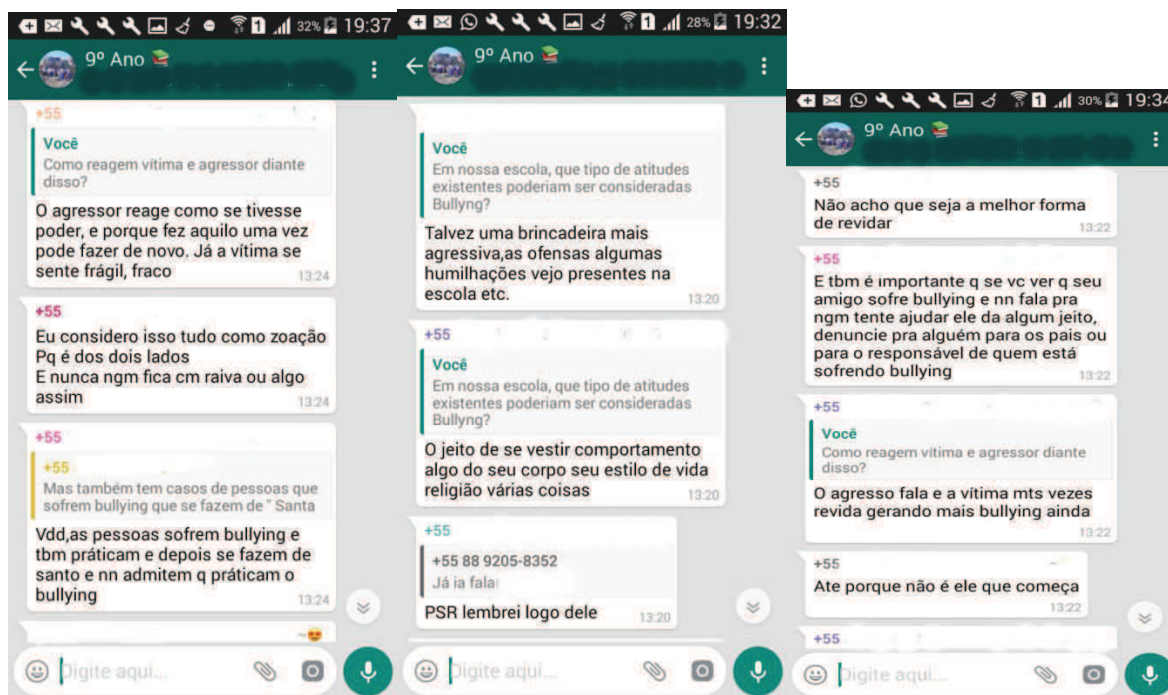 32% 19:37
9º Ano
+55
Você
Como reagem vítima e agressor diante
disso?
O agressor reage como se tivesse
poder, e porque fez aquilo uma vez
pode fazer de novo. Já a vítima se
sente frágil, fraco
13:24
+55
Eu considero isso tudo como zoação
Pq é dos dois lados
E nunca ngm fica cm raiva ou algo
assim
13:24
+55
+55
Mas também tem casos de pessoas que
sofrem bullying que se fazem de " Santa
Vdd,as pessoas sofrem bullying e
tbm práticam e depois se fazem de
santo e nn admitem q práticam o
bullying
13:24
Digite aqui...
1 28% 19:32
9º Ano
Você
Em nossa escola, que tipo de atitudes
existentes poderiam ser consideradas
Bullyng?
Talvez uma brincadeira mais
agressiva,as ofensas algumas
humilhações vejo presentes na
escola etc.
13:20
+55
Você
Em nossa escola, que tipo de atitudes
existentes poderiam ser consideradas
Bullyng?
O jeito de se vestir comportamento
algo do seu corpo seu estilo de vida
religião várias coisas
13:20
+55
+55 88 9205-8352
Já ia fala
PSR lembrei logo dele
13:20
Digite aqui...
1 30% 19:34
9º Ano
+55
Não acho que seja a melhor forma
de revidar
13:22
+55
E tbm é importante q se vc ver q seu
amigo sofre bullying e nn fala pra
ngm tente ajudar ele da algum jeito,
denuncie pra alguém para os pais ou
para o responsável de quem está
sofrendo bullying
13:22
+55
Você
Como reagem vítima e agressor diante
disso?
O agresso fala e a vítima mts vezes
revida gerando mais bullying ainda
13:22
+55
Ate porque não é ele que começa
13:22
+55
Digite aqui...